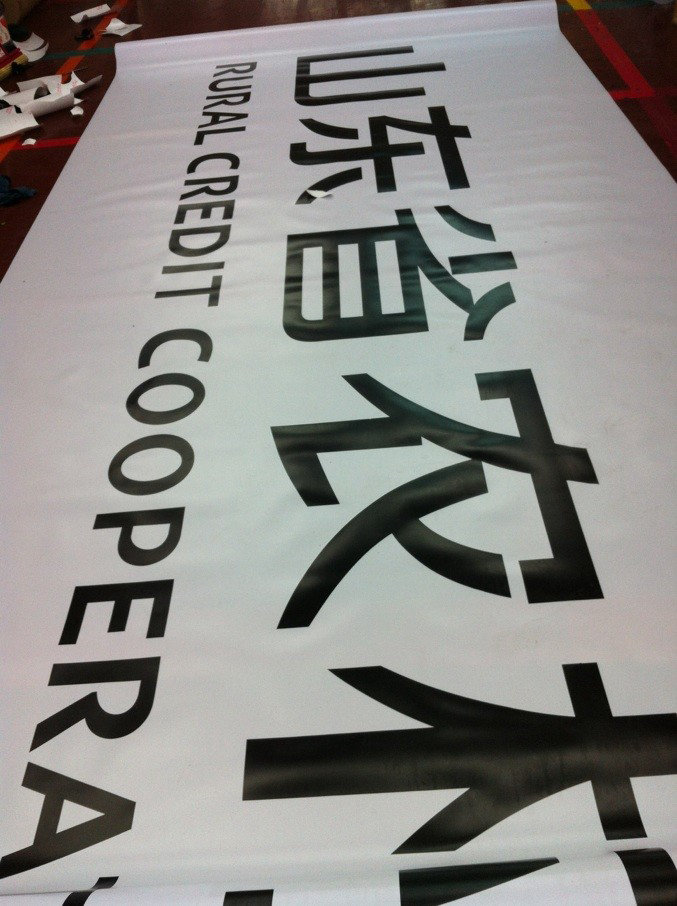 山东省农
RURAL CREDIT COOPERA